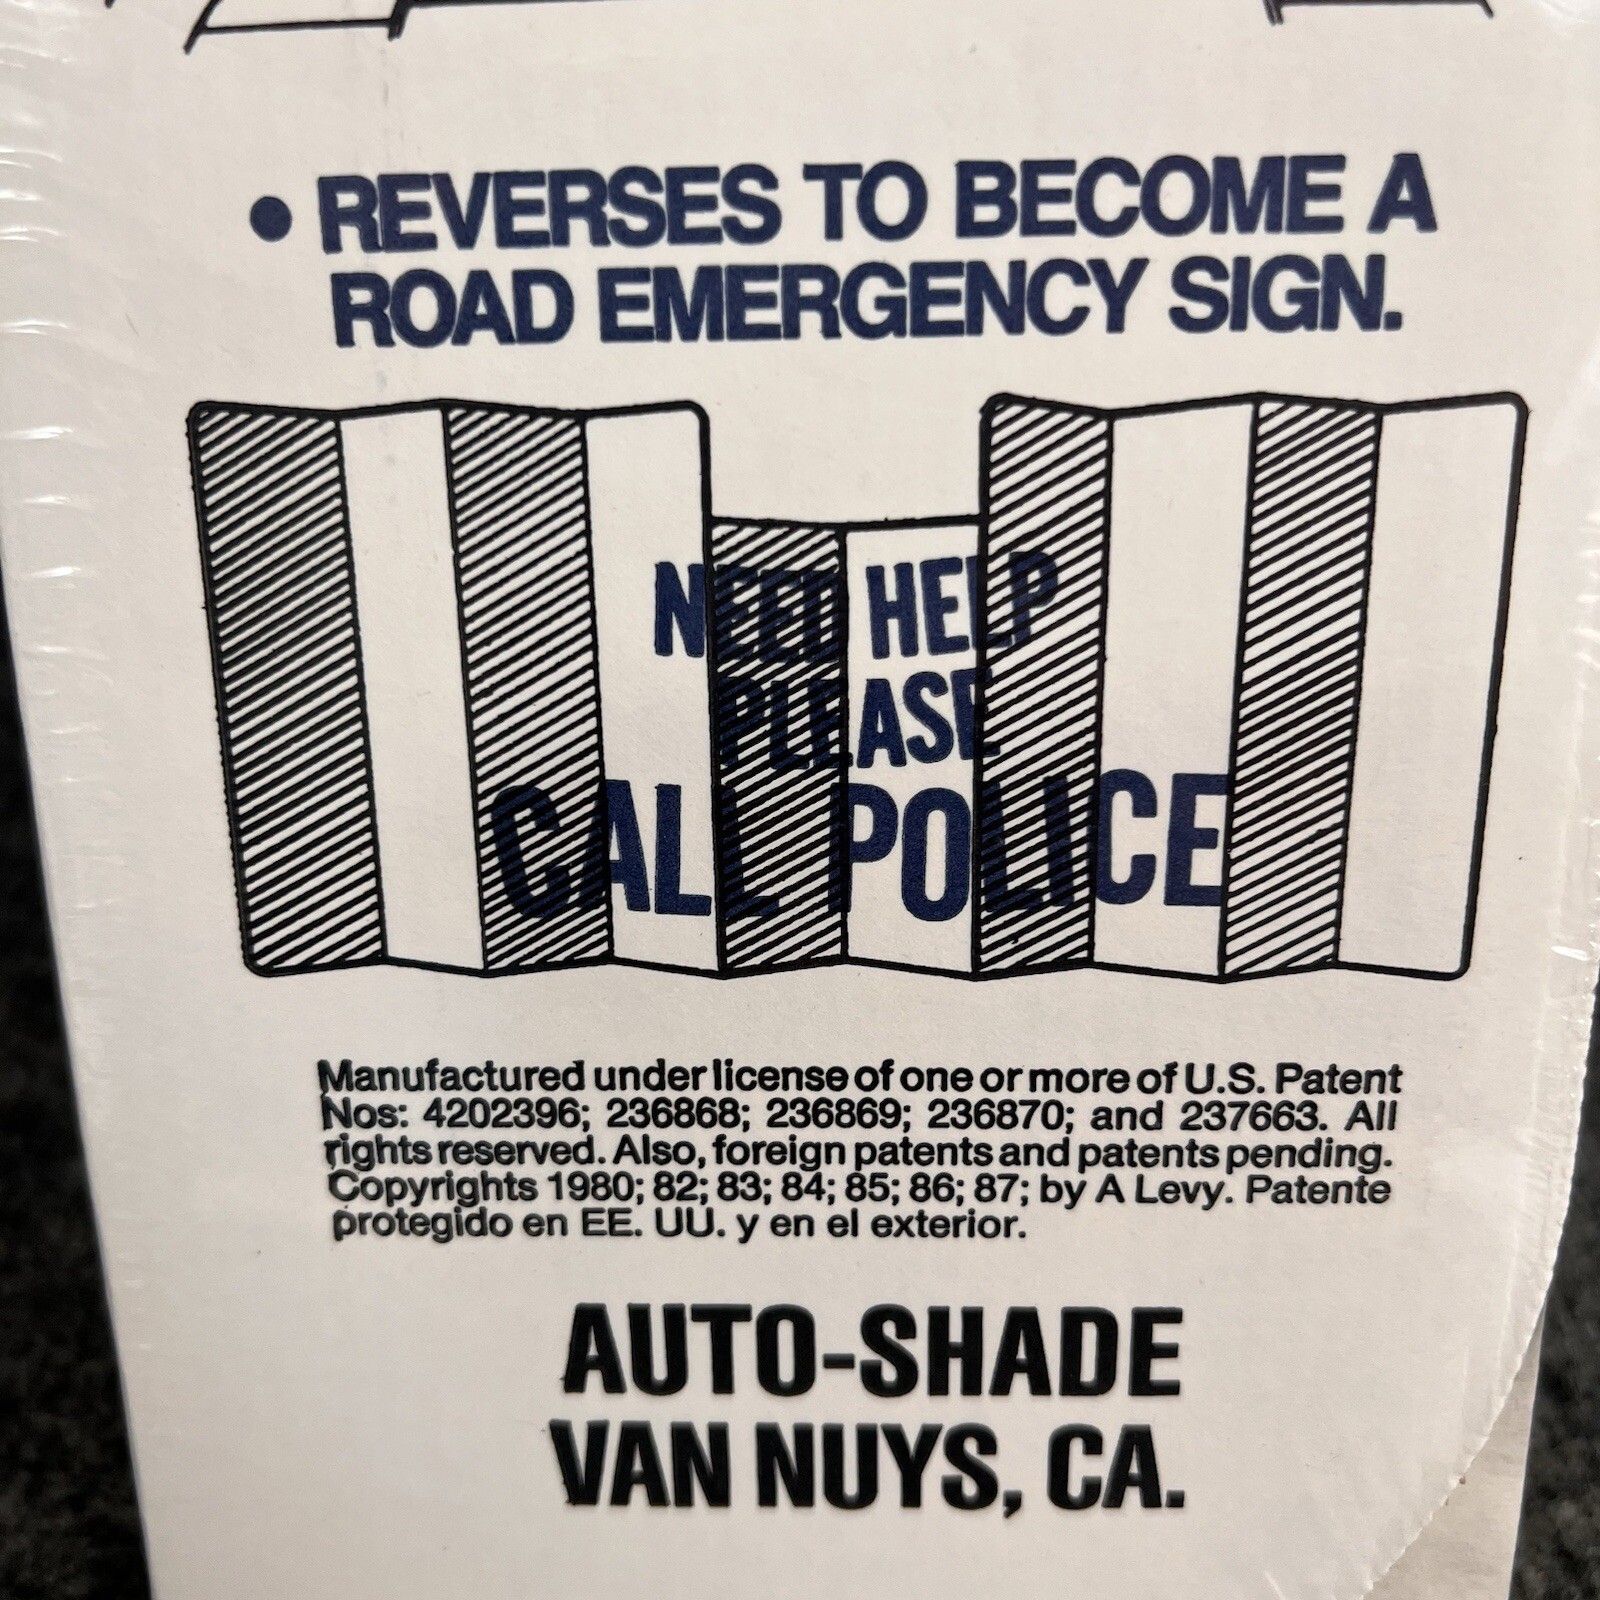 • REVERSES TO BECOME A
ROAD EMERGENCY SIGN.
NEED HELP
PLEASE
CALL POLICE
Manufactured under license of one or more of U.S. Patent
Nos: 4202396; 236868; 236869; 236870; and 237663. All
rights reserved. Also, foreign patents and patents pending.
Copyrights 1980; 82; 83; 84; 85; 86; 87; by A Levy. Patente
protegido en EE. UU. y en el exterior.
AUTO-SHADE
VAN NUYS, CA.